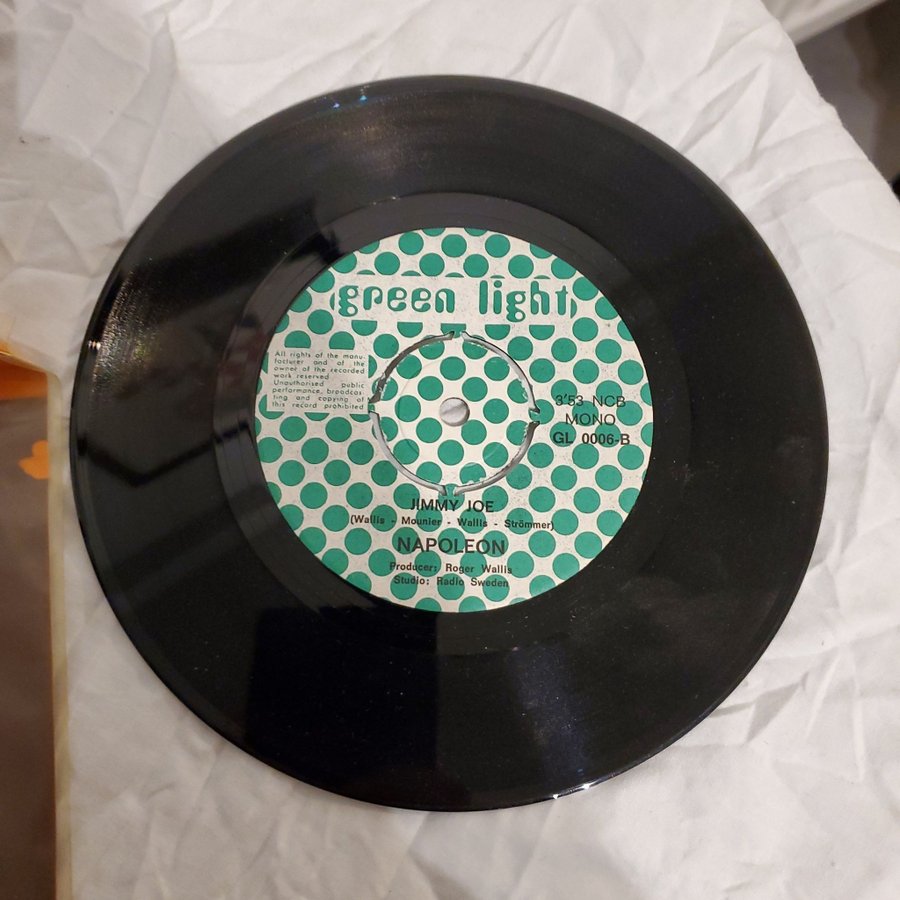 green light
All rights of the manu-
facturer and of the
owner of the recorded
work reserved
Unauthorised public
performance, broadcas-
ting and copying of
this record prohibited
3'53 NCB
MONO
GL 0006-B
JIMMY JOE
(Wallis - Mounier - Wallis - Strömmer)
NAPOLEON
Producer: Roger Wallis
Studio: Radio Sweden